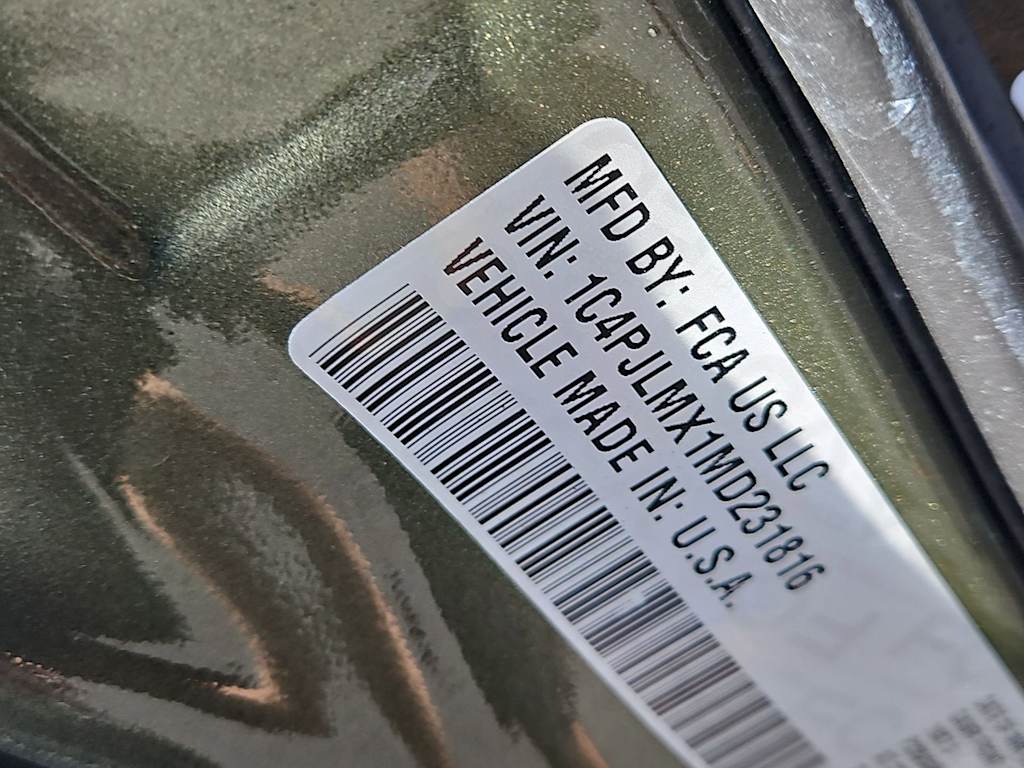 MFD BY: FCA US LLC
VIN: 1C4PJLMX1MD231816
VEHICLE MADE IN: U.S.A.